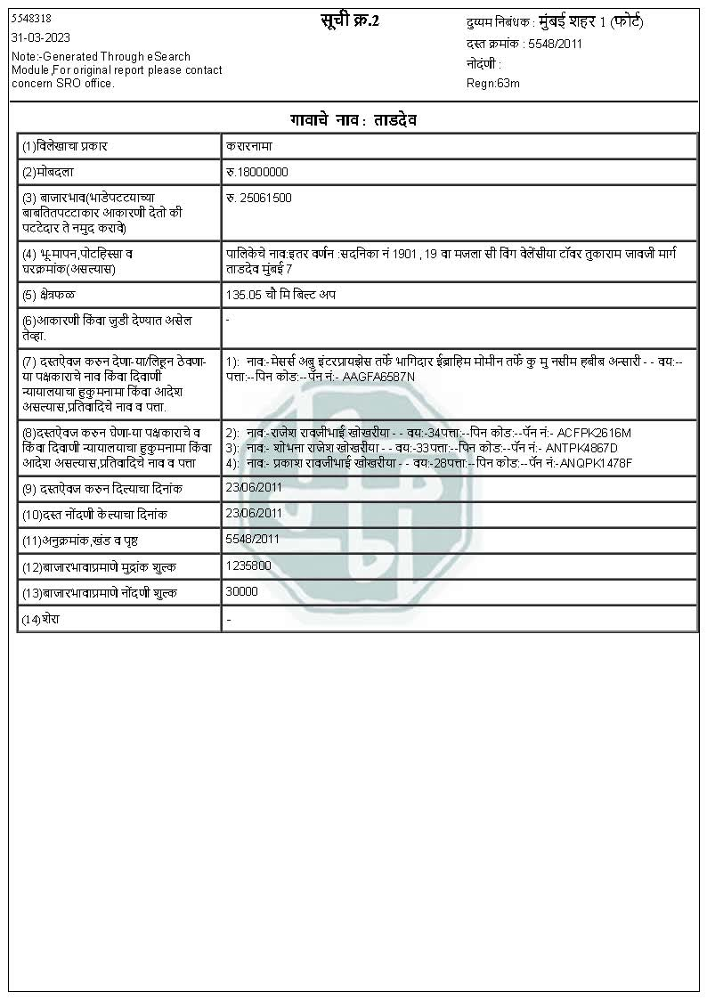 5548318
सूची क्र.2
दुय्यम निबंधक : मुंबई शहर 1 (फोर्ट)
31-03-2023
दस्त क्रमांक : 5548/2011
Note:-Generated Through eSearch
Module,For original report please contact
concern SRO office.
नोदंणी :
Regn:63m
गावाचे नाव : ताडदेव
(1)विलेखाचा प्रकार
करारनामा
(2)मोबदला
रु.18000000
(3) बाजारभाव(भाडेपटटयाच्या
बाबतितपटटाकार आकारणी देतो की
पटटेदार ते नमुद करावे)
रु. 25061500
(4) भू-मापन,पोटहिस्सा व
घरक्रमांक(असल्यास)
पालिकेचे नाव:इतर वर्णन :सदनिका नं 1901 , 19 वा मजला सी विंग वेलेंसीया टॉवर तुकाराम जावजी मार्ग
ताडदेव मुंबई 7
(5) क्षेत्रफळ
135.05 चौ मि बिल्ट अप
(6)आकारणी किंवा जुडी देण्यात असेल
तेव्हा.
-
(7) दस्तऐवज करुन देणा-या/लिहून ठेवणा-
या पक्षकाराचे नाव किंवा दिवाणी
न्यायालयाचा हुकुमनामा किंवा आदेश
असल्यास,प्रतिवादिचे नाव व पत्ता.
1): नाव:-मेसर्स अबु इंटरप्रायझेस तर्फे भागिदार ईब्राहिम मोमीन तर्फे कु मु नसीम हबीब अन्सारी - - वय:--
पत्ता:--पिन कोड:--पॅन नं:- AAGFA6587N
(8)दस्तऐवज करुन घेणा-या पक्षकाराचे व
किंवा दिवाणी न्यायालयाचा हुकुमनामा किंवा
आदेश असल्यास,प्रतिवादिचे नाव व पत्ता
2): नाव:-राजेश रावजीभाई खोखरीया - - वय:-34पत्ता:--पिन कोड:--पॅन नं:- ACFPK2616M
3): नाव:- शोभना राजेश खोखरीया - - वय:-33पत्ता:--पिन कोड:--पॅन नं:- ANTPK4867D
4): नाव:- प्रकाश रावजीभाई खोखरीया - - वय:-28पत्ता:--पिन कोड:--पॅन नं:-ANQPK1478F
(9) दस्तऐवज करुन दिल्याचा दिनांक
23/06/2011
(10)दस्त नोंदणी केल्याचा दिनांक
23/06/2011
(11)अनुक्रमांक,खंड व पृष्ठ
5548/2011
(12)बाजारभावाप्रमाणे मुद्रांक शुल्क
1235800
(13)बाजारभावाप्रमाणे नोंदणी शुल्क
30000
(14)शेरा
-